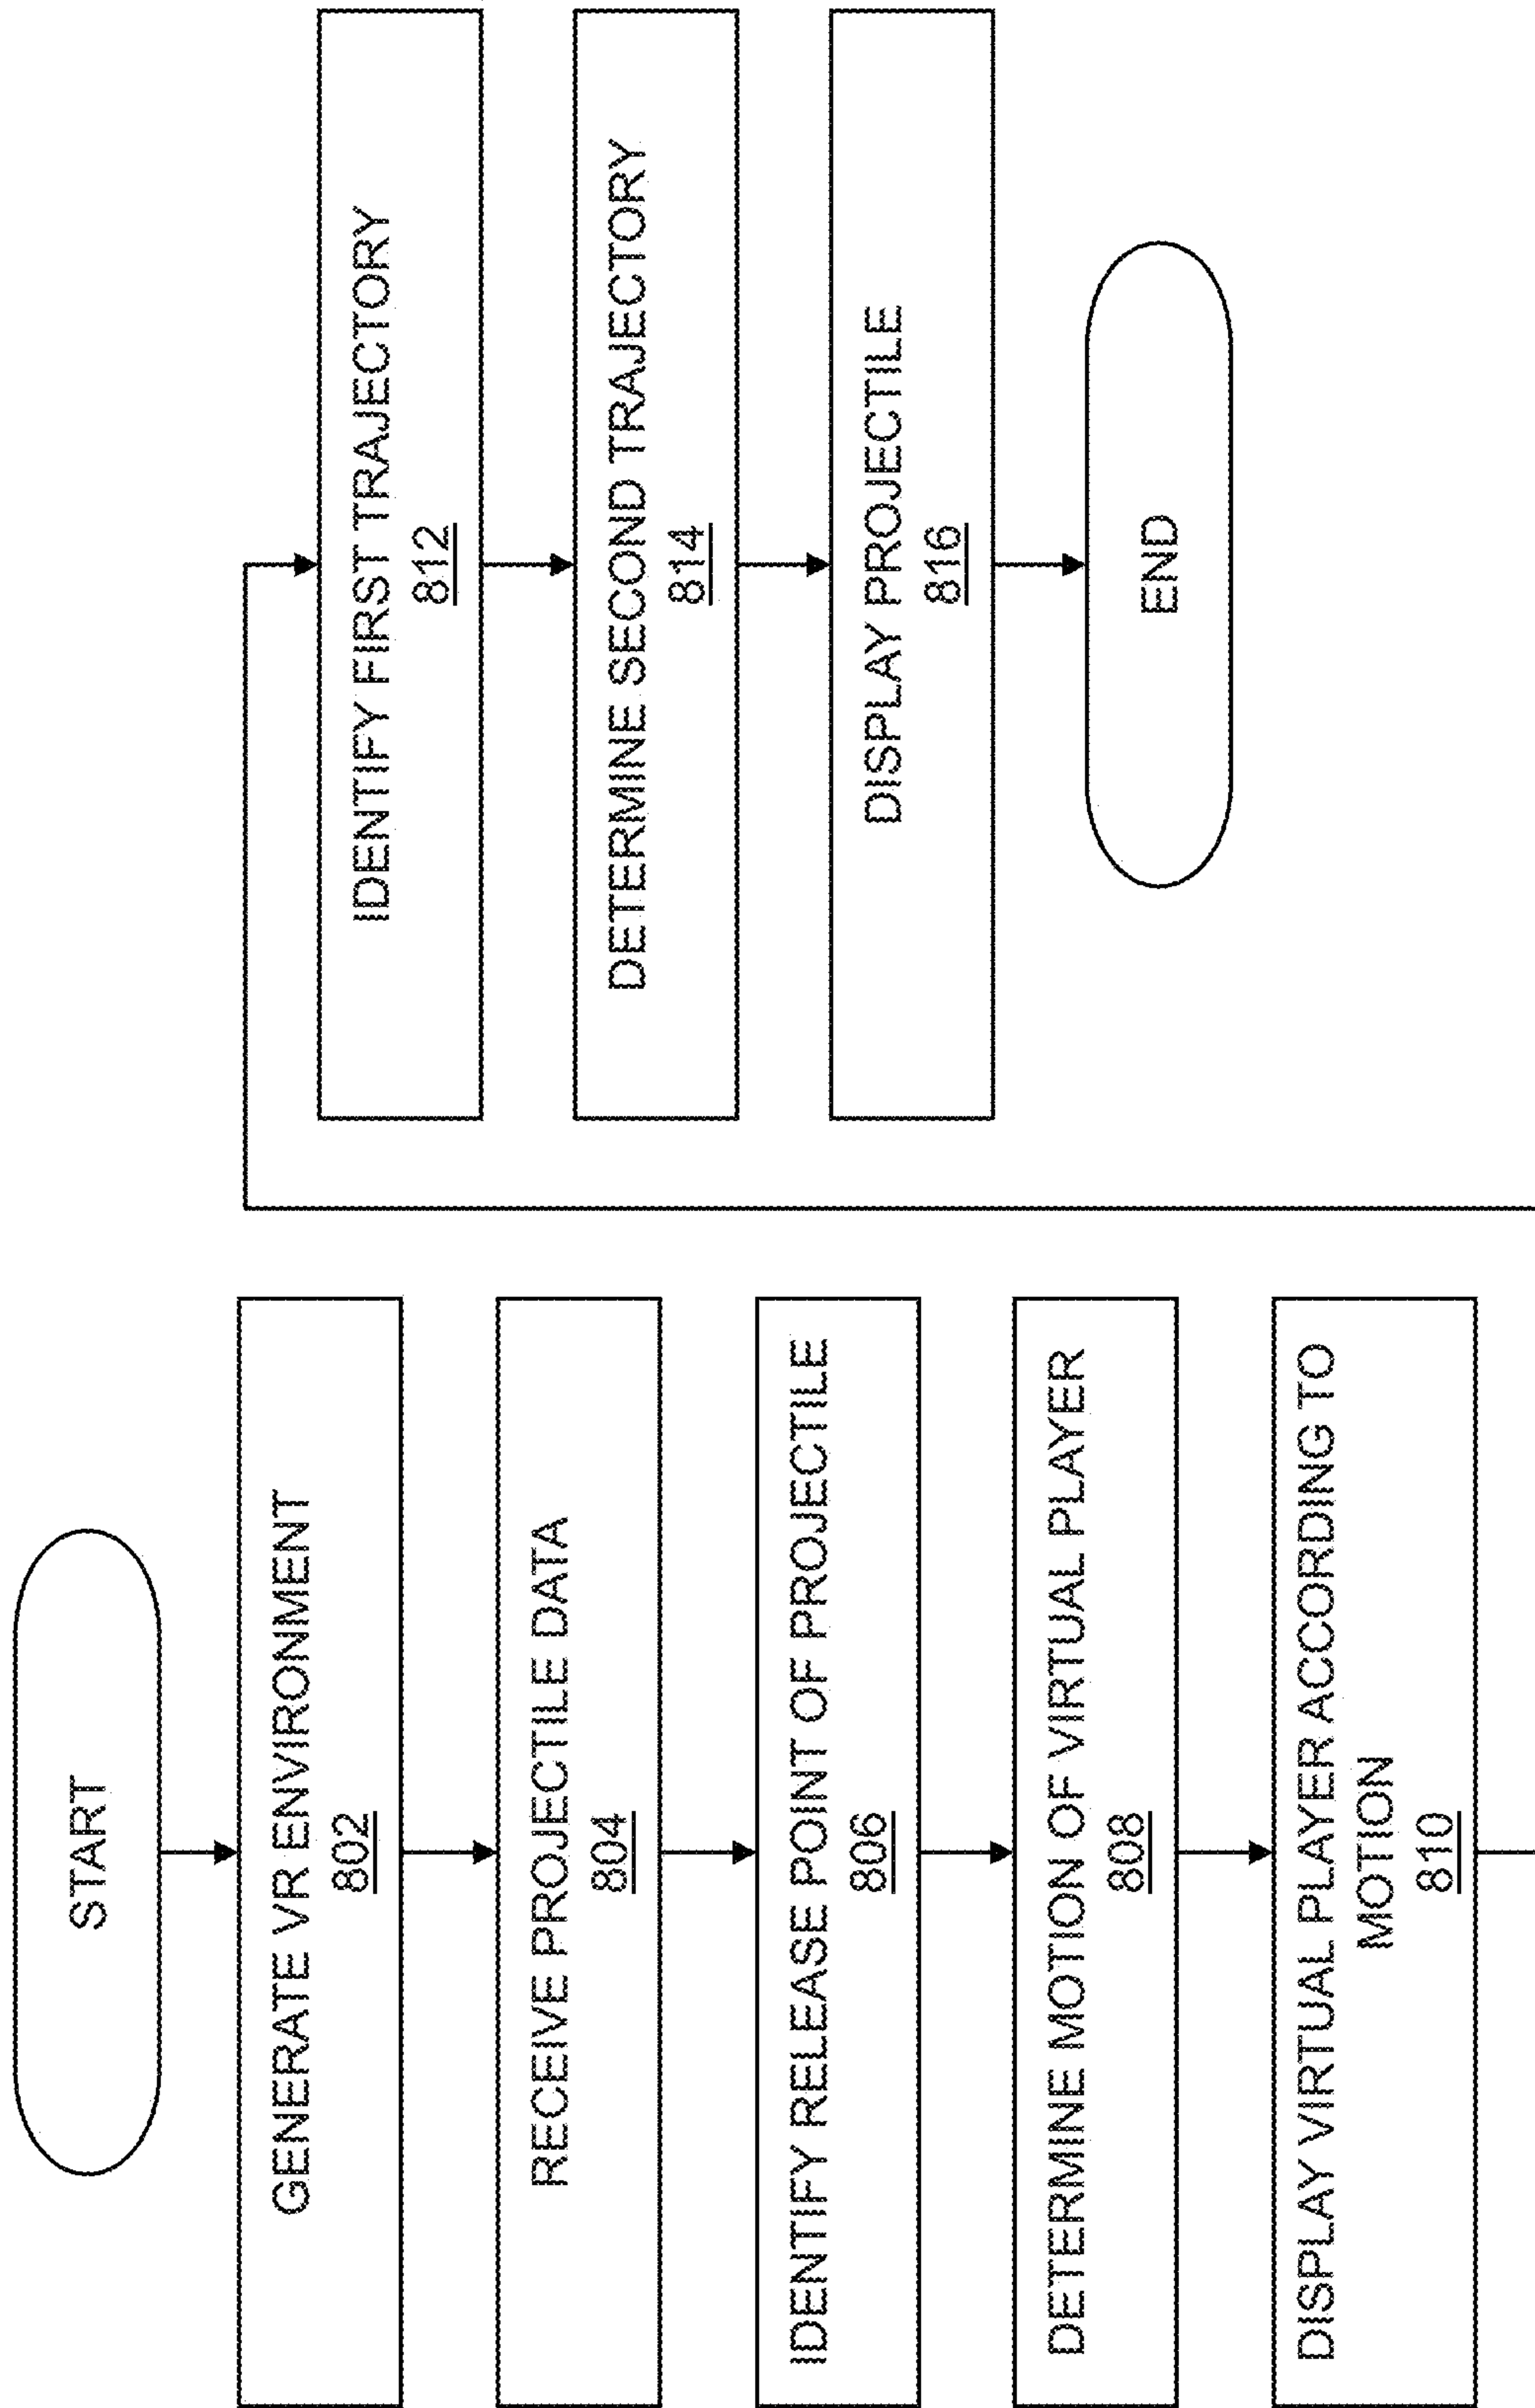 START
GENERATE VR ENVIRONMENT
802
RECEIVE PROJECTILE DATA
804
IDENTIFY RELEASE POINT OF PROJECTILE
806
DETERMINE MOTION OF VIRTUAL PLAYER
808
DISPLAY VIRTUAL PLAYER ACCORDING TO
MOTION
810
IDENTIFY FIRST TRAJECTORY
812
DETERMINE SECOND TRAJECTORY
814
DISPLAY PROJECTILE
816
END